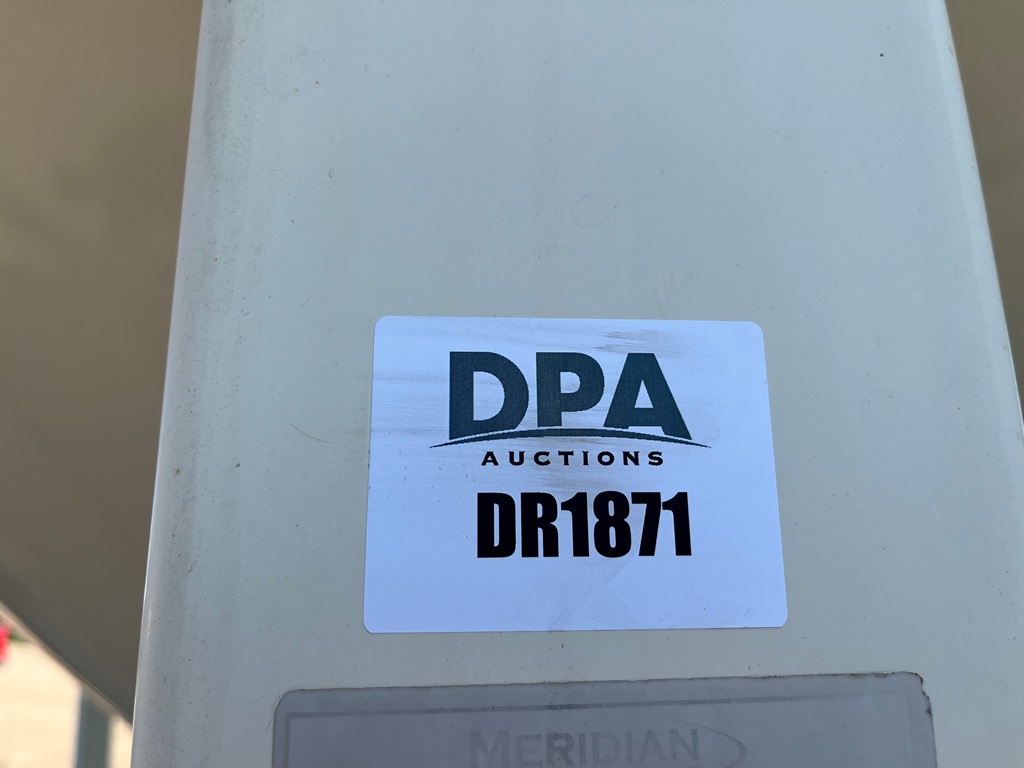 DPA
AUCTIONS
DR1871
MERIDIAN